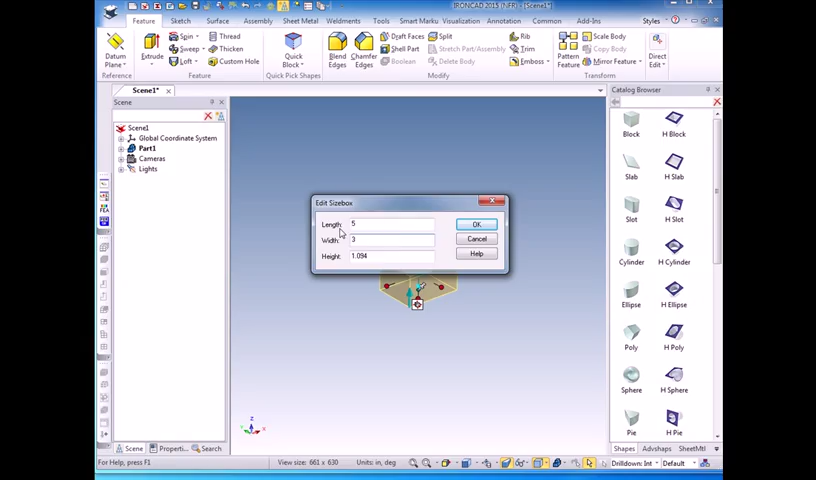 IRONCAD 2015 (NFR) - [Scene1*]
Feature Sketch Surface Assembly Sheet Metal Weldments Tools Smart Marku Visualization Annotation Common Add-Ins Styles
Spin Thread Draft Faces Split Rib Scale Body
Sweep Thicken Shell Part Stretch Part/Assembly Trim Copy Body
Datum Plane Extrude Loft Custom Hole Quick Block Blend Edges Chamfer Edges Boolean Delete Body Emboss Pattern Feature Mirror Feature Direct Edit
Reference Feature Quick Pick Shapes Modify Transform
Scene1*
Scene
Catalog Browser
Scene1
Global Coordinate System
Part1
Cameras
Lights
Block H Block
Slab H Slab
Slot H Slot
Cylinder H Cylinder
Ellipse H Ellipse
Poly H Poly
Sphere H Sphere
Pie H Pie
Edit Sizebox
Length: 5 OK
Width: 3 Cancel
Height: 1.094 Help
FEA
Z
Scene Properti... Search
Shapes Advshaps SheetMtl
For Help, press F1 View size: 661 x 630 Units: in, deg Drilldown: Int Default